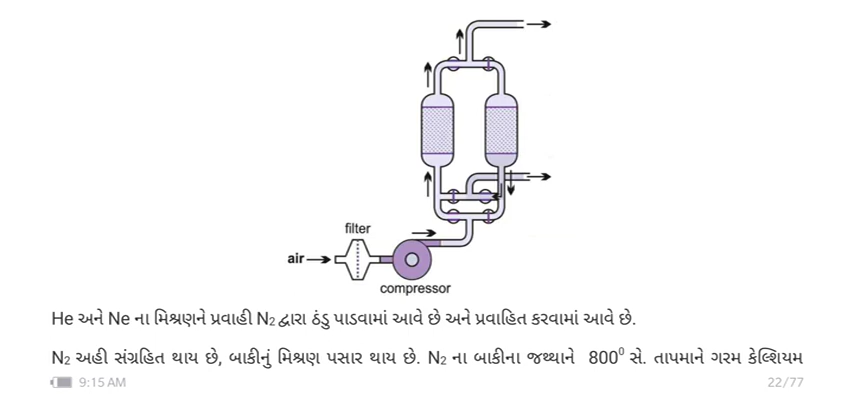 filter
air
compressor
He અને Ne ના મિશ્રણને પ્રવાહી N2 દ્વારા ઠંડુ પાડવામાં આવે છે અને પ્રવાહિત કરવામાં આવે છે.
N2 અહી સંગ્રહિત થાય છે, બાકીનું મિશ્રણ પસાર થાય છે. N2 ના બાકીના જથ્થાને 800⁰ સે. તાપમાને ગરમ કેલ્શિયમ
9:15 AM 22/77